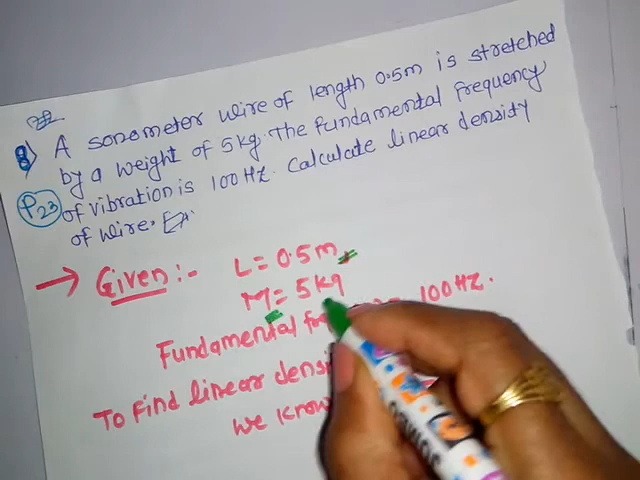 8) A sonometer wire of length 0.5m is stretched
by a weight of 5kg. The fundamental frequency
P23 of vibration is 100 Hz. Calculate linear density
of wire.
→ Given:- L = 0.5m
M = 5kg
Fundamental 100 Hz.
To find linear
we know